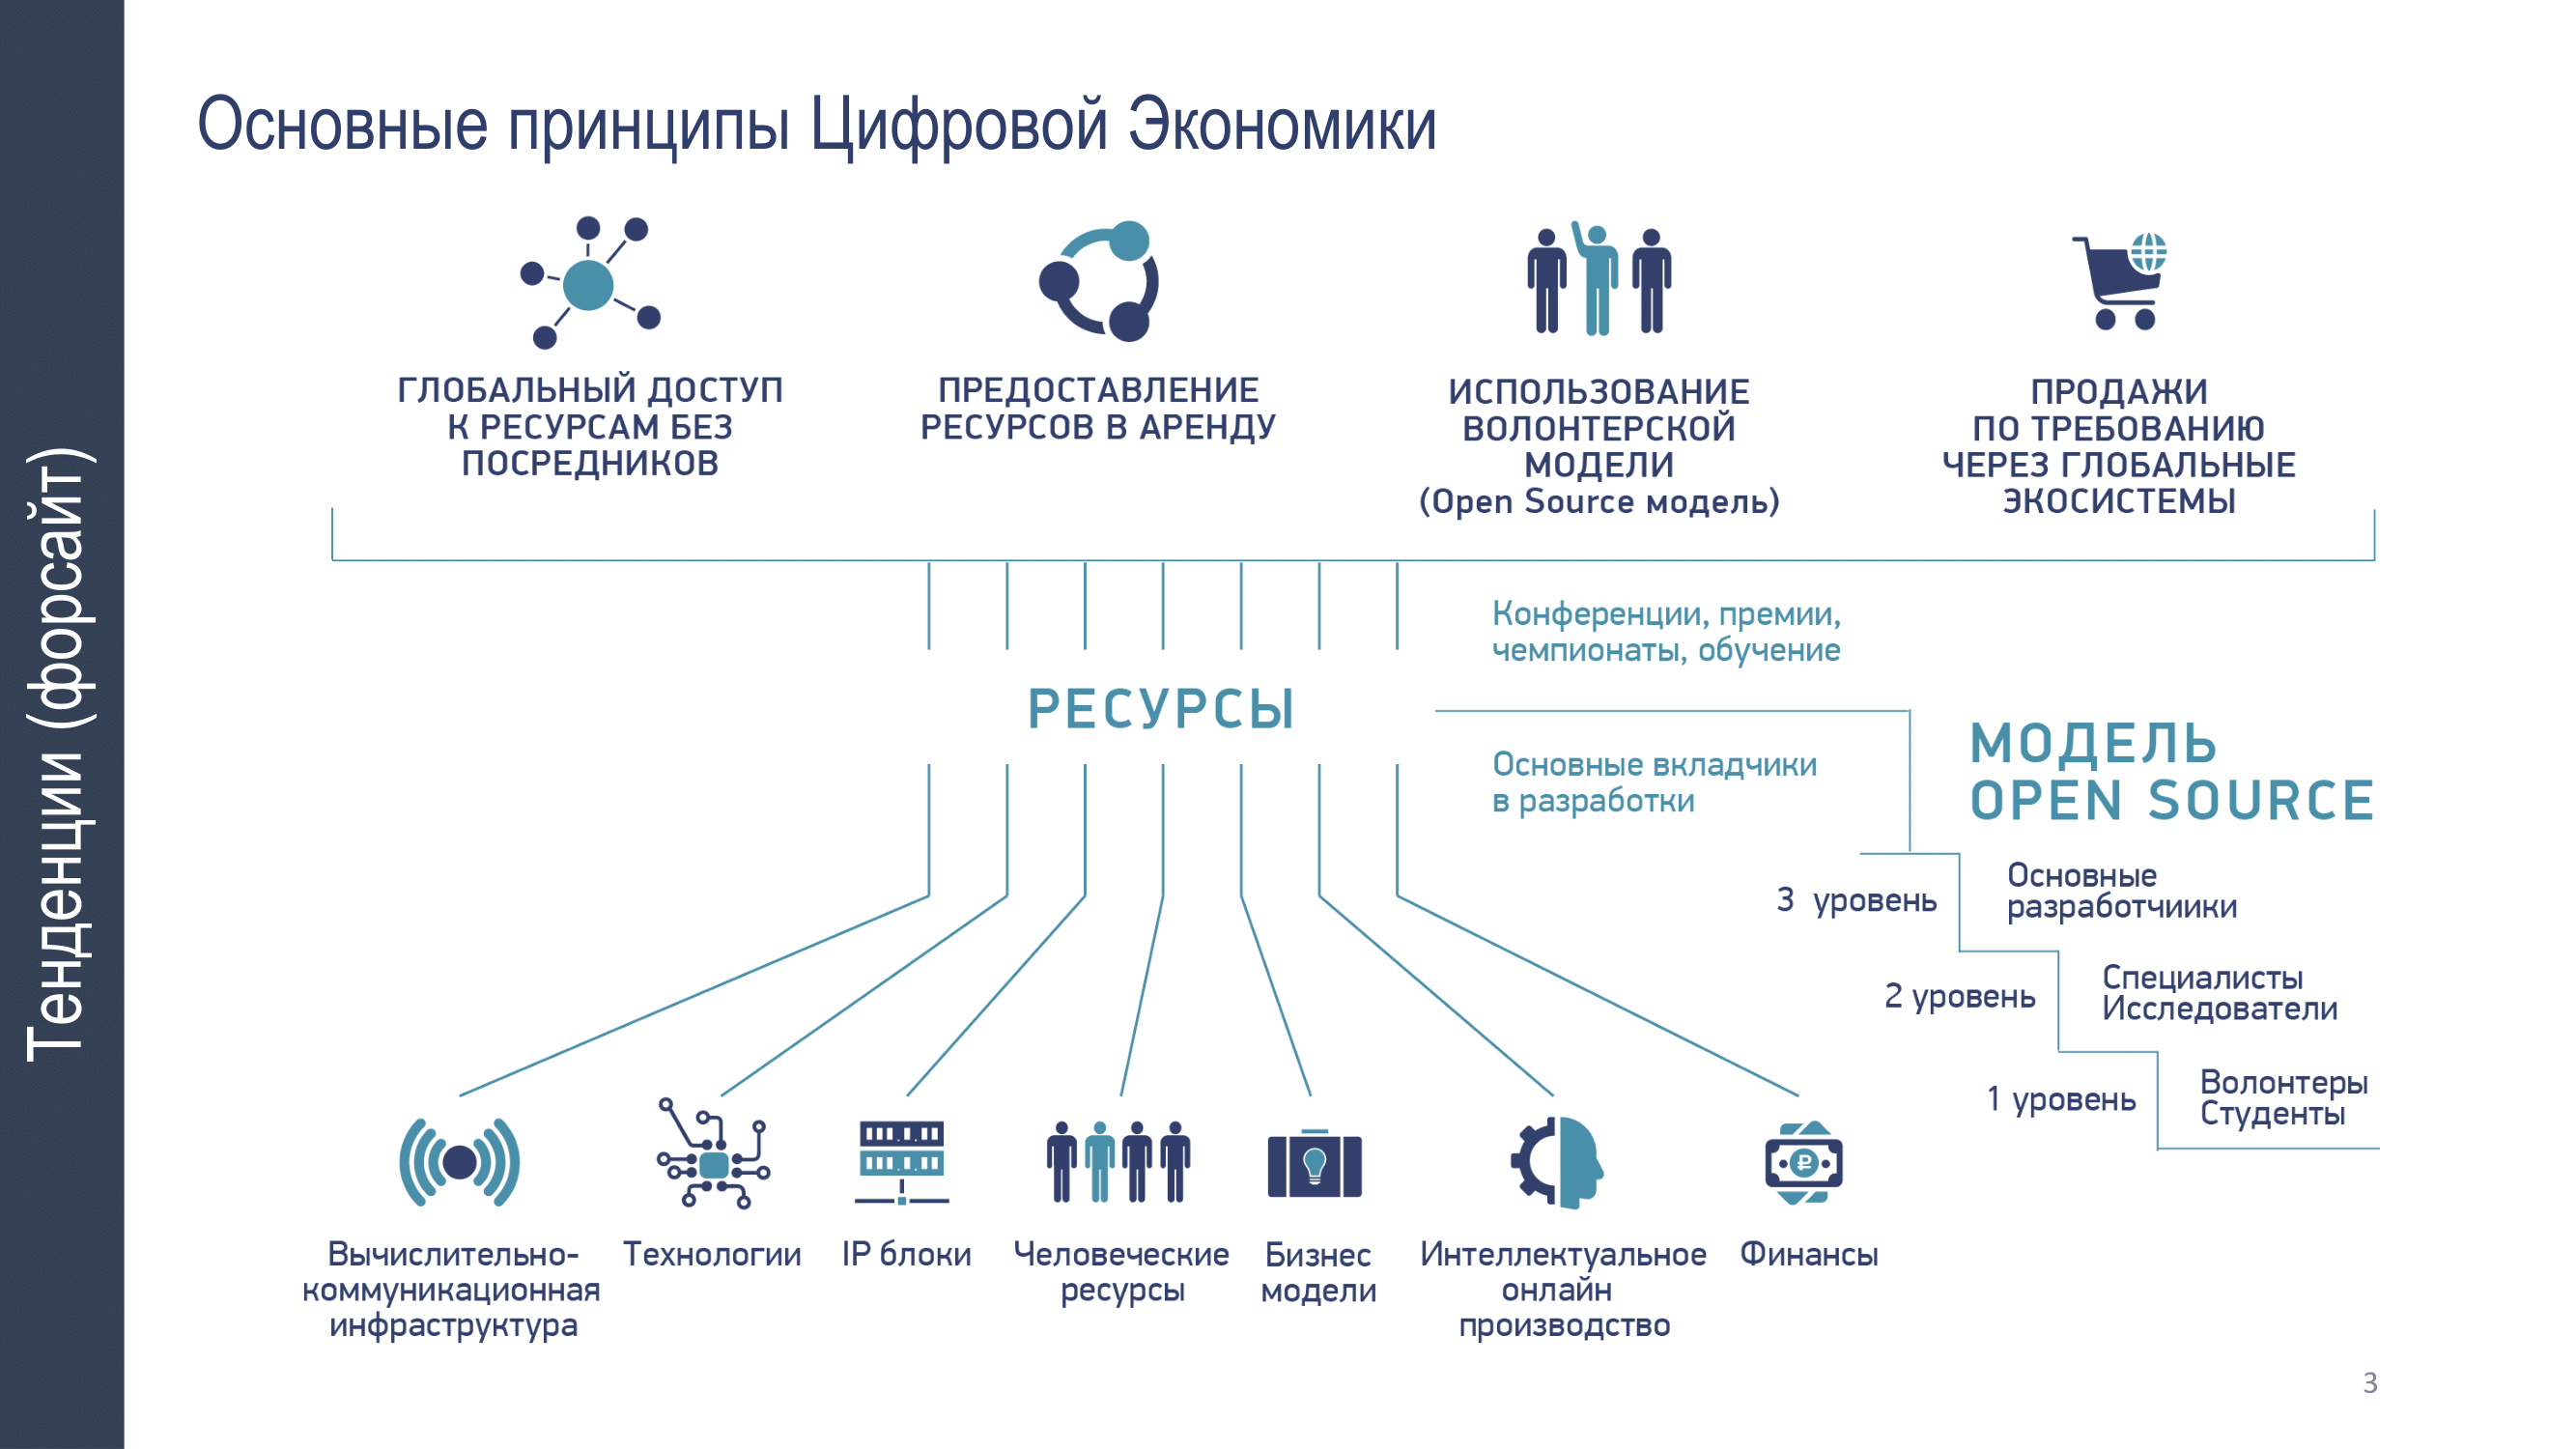 Тенденции (форсайт)
Основные принципы Цифровой Экономики
ГЛОБАЛЬНЫЙ ДОСТУП
К РЕСУРСАМ БЕЗ
ПОСРЕДНИКОВ
ПРЕДОСТАВЛЕНИЕ
РЕСУРСОВ В АРЕНДУ
ИСПОЛЬЗОВАНИЕ
ВОЛОНТЕРСКОЙ
МОДЕЛИ
(Open Source модель)
ПРОДАЖИ
ПО ТРЕБОВАНИЮ
ЧЕРЕЗ ГЛОБАЛЬНЫЕ
ЭКОСИСТЕМЫ
РЕСУРСЫ
Конференции, премии,
чемпионаты, обучение
Основные вкладчики
в разработки
МОДЕЛЬ
OPEN SOURCE
3 уровень
Основные
разработчиики
2 уровень
Специалисты
Исследователи
1 уровень
Волонтеры
Студенты
Вычислительно-
коммуникационная
инфраструктура
Технологии
IP блоки
Человеческие
ресурсы
Бизнес
модели
Интеллектуальное
онлайн
производство
₽
Финансы
3